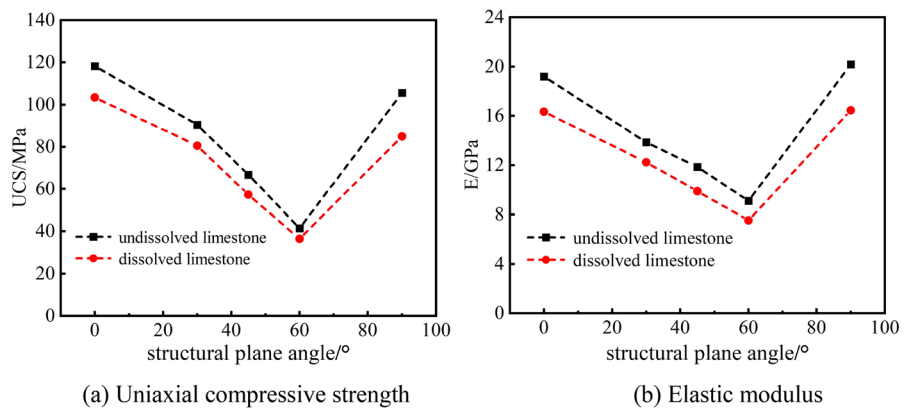 140
120
100
80
60
40
20
0
UCS/MPa
undissolved limestone
dissolved limestone
0 20 40 60 80 100
structural plane angle/°
(a) Uniaxial compressive strength
24
20
16
12
8
4
0
E/GPa
undissolved limestone
dissolved limestone
0 20 40 60 80 100
structural plane angle/°
(b) Elastic modulus